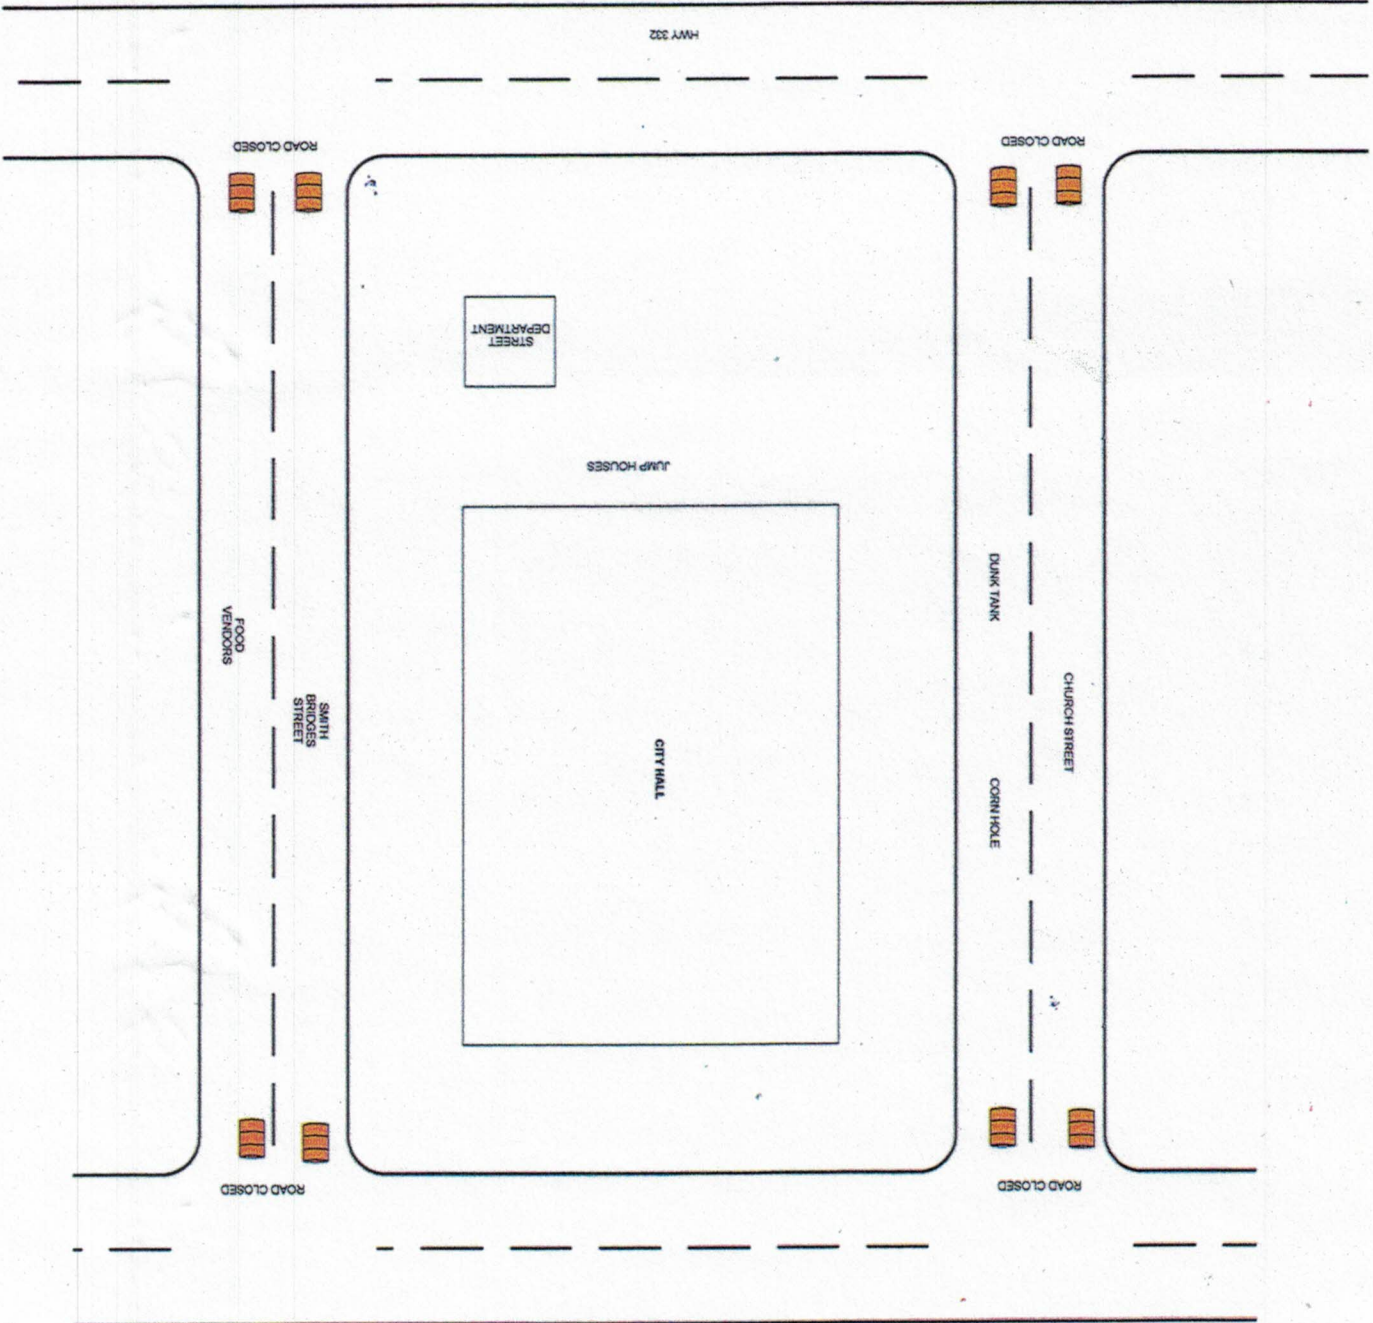 HWY 332
ROAD CLOSED
ROAD CLOSED
STREET
DEPARTMENT
JUMP HOUSES
DUNK TANK
FOOD
VENDORS
SMITH
BRIDGES
STREET
CHURCH STREET
CITY HALL
CORN HOLE
ROAD CLOSED
ROAD CLOSED